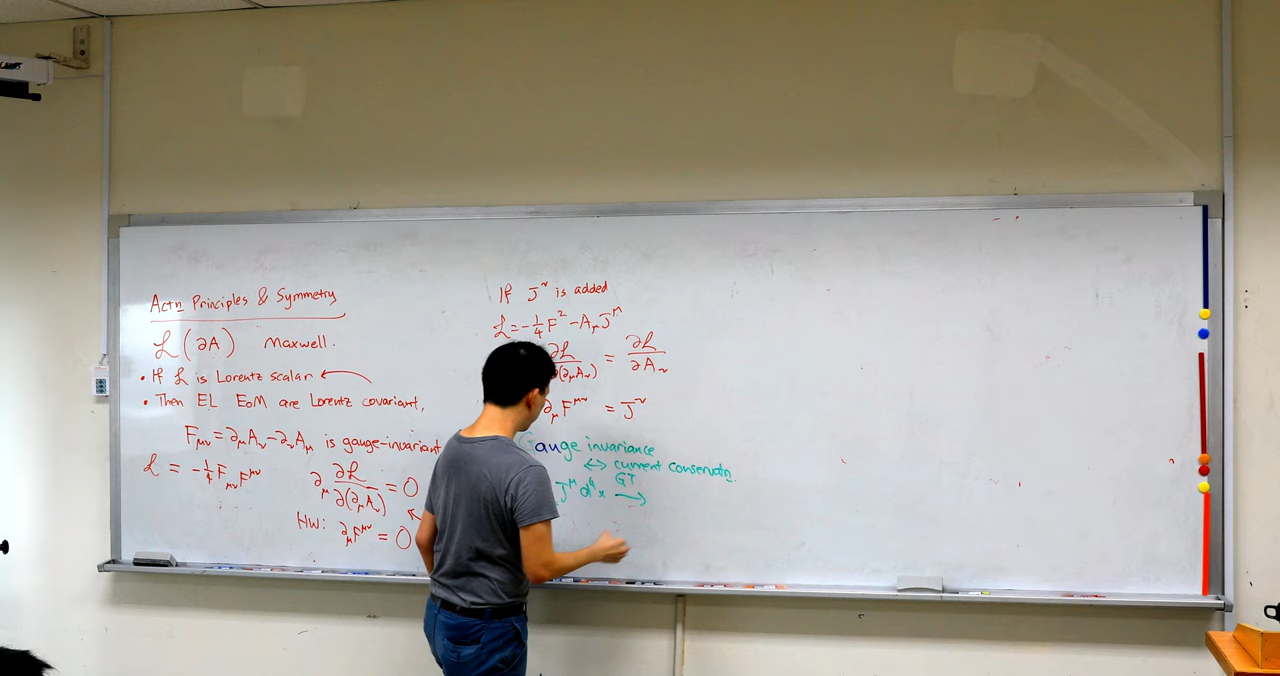 Actn Principles & Symmetry
ℒ(∂A) Maxwell.
• If ℒ is Lorentz scalar ←
• Then EL EoM are Lorentz covariant,
F_μν = ∂_μ A_ν - ∂_ν A_μ is gauge-invariant
ℒ = -1/4 F_μν F^μν
∂_μ ∂ℒ/∂(∂_μ A_ν) = 0
HW: ∂_μ F^μν = 0
If J^ν is added
ℒ = -1/4 F² - A_μ J^μ
∂ℒ/∂(∂_μ A_ν) = ∂ℒ/∂A_ν
∂_μ F^μν = J^ν
Gauge invariance
↔ current conservatn.
J^μ d⁴x GT →